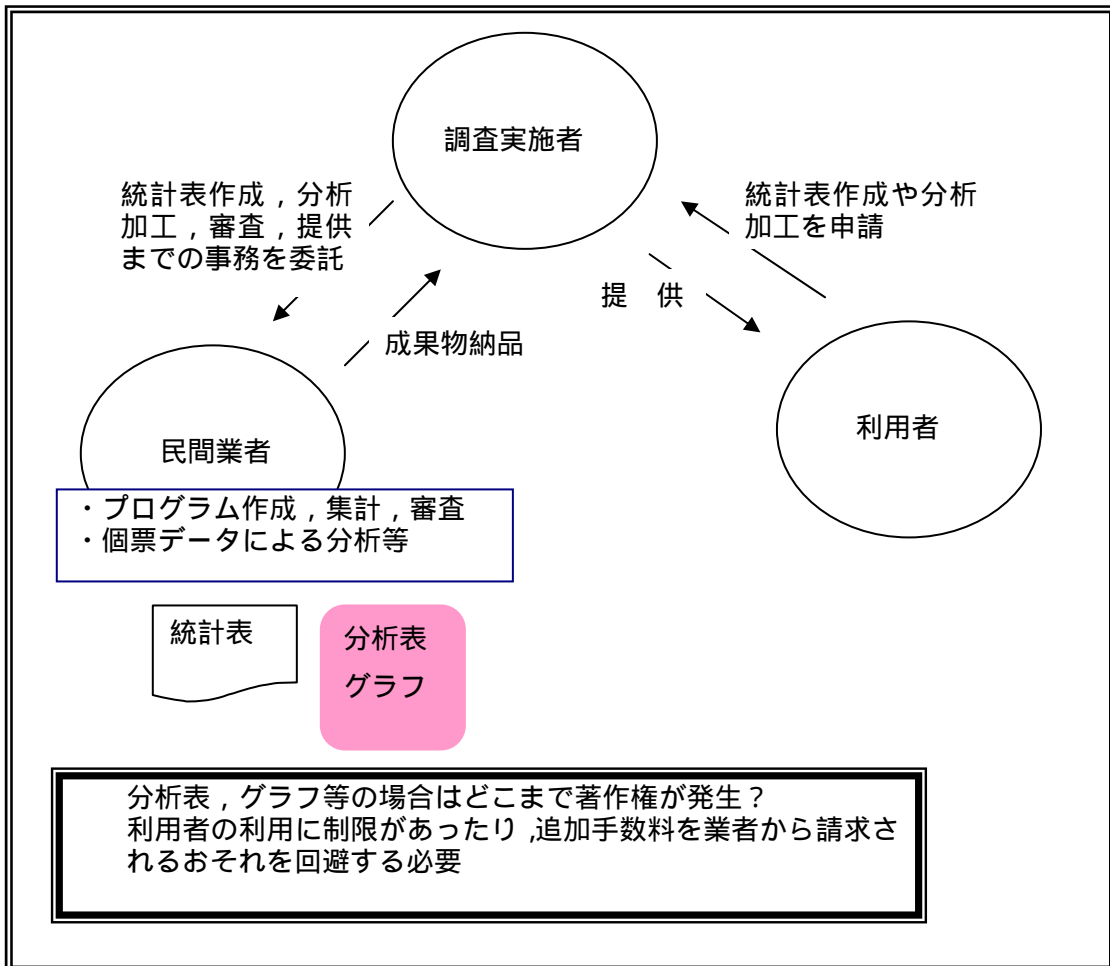 調査実施者
統計表作成，分析
加工，審査，提供
までの事務を委託
統計表作成や分析
加工を申請
提　供
成果物納品
民間業者
利用者
・プログラム作成，集計，審査
・個票データによる分析等
統計表
分析表
グラフ
分析表，グラフ等の場合はどこまで著作権が発生？
利用者の利用に制限があったり，追加手数料を業者から請求さ
れるおそれを回避する必要